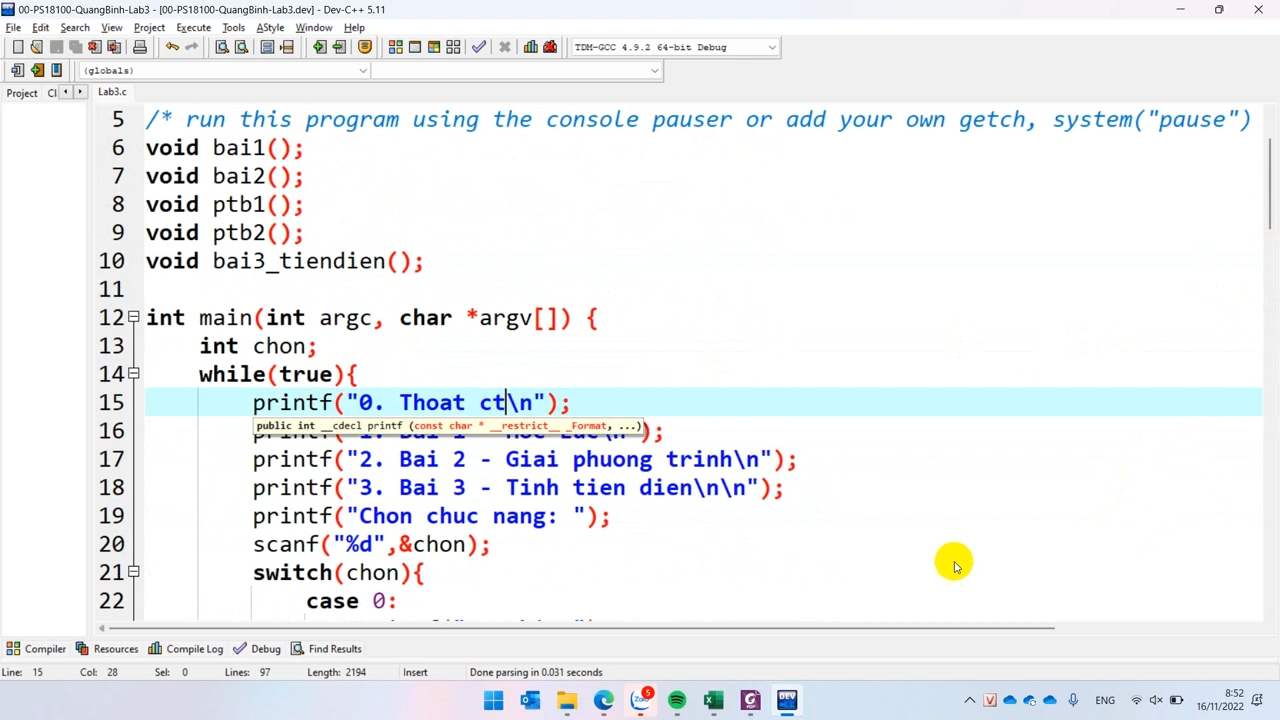 00-PS18100-QuangBinh-Lab3 - [00-PS18100-QuangBinh-Lab3.dev] - Dev-C++ 5.11
File Edit Search View Project Execute Tools AStyle Window Help
TDM-GCC 4.9.2 64-bit Debug
(globals)
Project Cl Lab3.c
5 /* run this program using the console pauser or add your own getch, system("pause")
6 void bai1();
7 void bai2();
8 void ptb1();
9 void ptb2();
10 void bai3_tiendien();
11
12 int main(int argc, char *argv[]) {
13 int chon;
14 while(true){
15 printf("0. Thoat ct\n");
public int __cdecl printf (const char * __restrict__ _Format, ...)
16
17 printf("2. Bai 2 - Giai phuong trinh\n");
18 printf("3. Bai 3 - Tinh tien dien\n\n");
19 printf("Chon chuc nang: ");
20 scanf("%d",&chon);
21 switch(chon){
22 case 0:
Compiler Resources Compile Log Debug Find Results
Line: 15 Col: 28 Sel: 0 Lines: 97 Length: 2194 Insert Done parsing in 0.031 seconds
5
DEV
ENG
8:52
16/11/2022